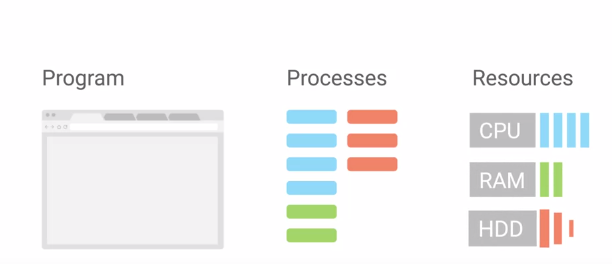 Program
Processes
Resources
CPU
RAM
HDD